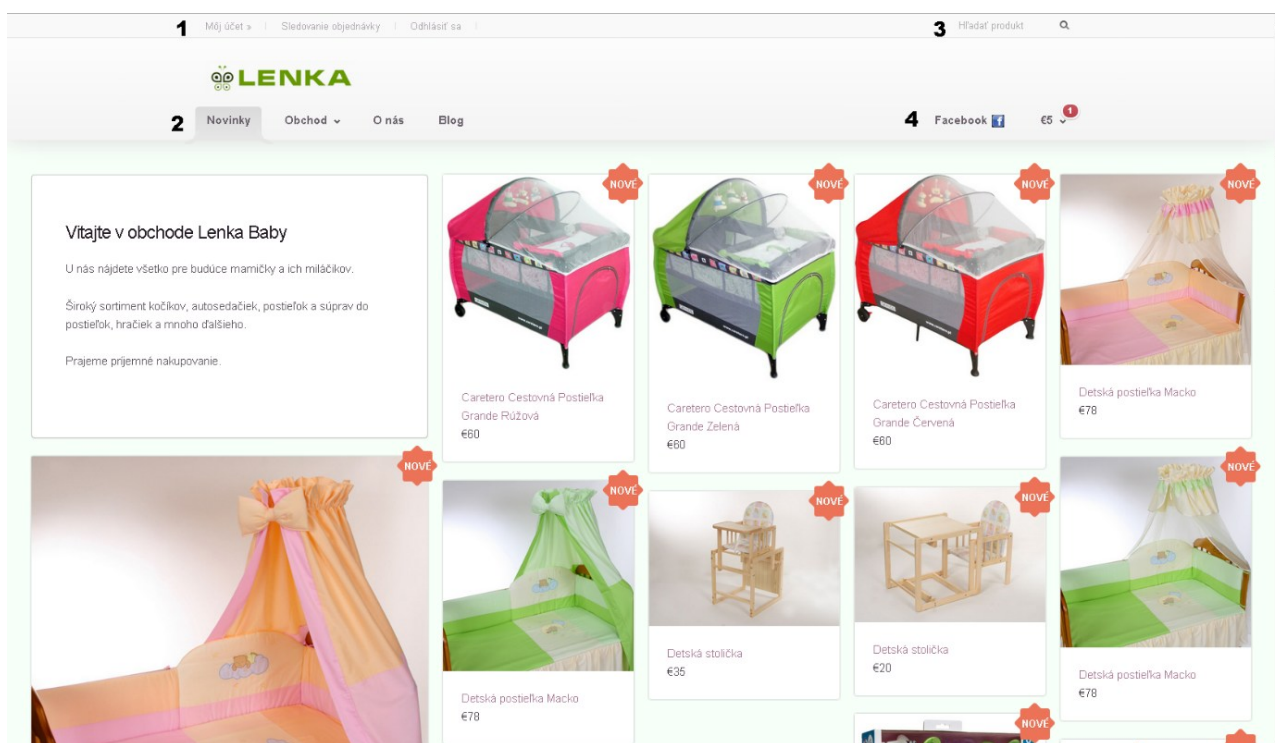 1 Môj účet » Sledovanie objednávky Odhlásiť sa 3 Hľadať produkt
LENKA
2 Novinky Obchod O nás Blog 4 Facebook f €5 1
NOVÉ NOVÉ NOVÉ NOVÉ
Vitajte v obchode Lenka Baby
U nás nájdete všetko pre budúce mamičky a ich miláčikov.
Široký sortiment kočíkov, autosedačiek, postieľok a súprav do
postieľok, hračiek a mnoho ďalšieho.
Prajeme príjemné nakupovanie.
Caretero Cestovná Postieľka
Grande Růžová
€60
Caretero Cestovná Postieľka
Grande Zelená
€60
Caretero Cestovná Postieľka
Grande Červená
€60
Detská postieľka Macko
€78
NOVÉ NOVÉ NOVÉ NOVÉ NOVÉ
Detská postieľka Macko
€78
Detská stolička
€35
Detská stolička
€20
Detská postieľka Macko
€78
NOVÉ